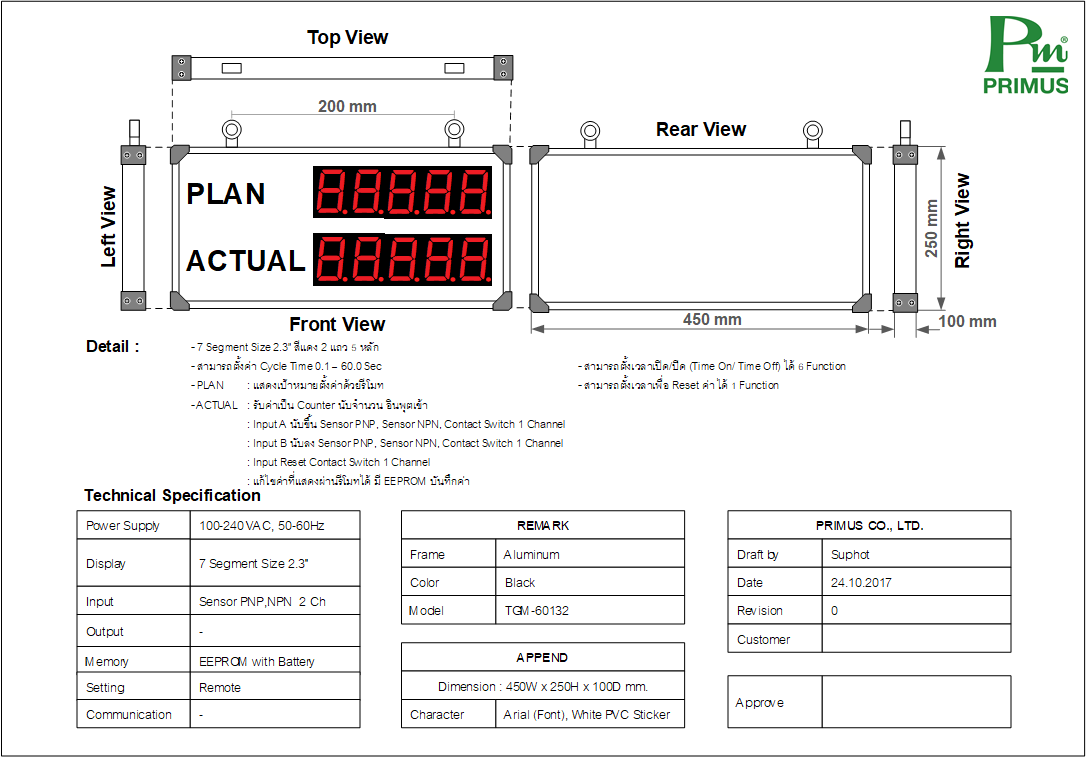 Top View
Pm®
PRIMUS
200 mm
Rear View
Left View
PLAN
8.8.8.8.8.
ACTUAL
8.8.8.8.8.
250 mm
Right View
Front View
450 mm
100 mm
Detail :
- 7 Segment Size 2.3" สีแดง 2 แถว 5 หลัก
- สามารถตั้งค่า Cycle Time 0.1 – 60.0 Sec
- PLAN : แสดงเป้าหมายตั้งค่าด้วยรีโมท
- ACTUAL : รับค่าเป็น Counter นับจำนวน อินพุตเข้า
: Input A นับขึ้น Sensor PNP, Sensor NPN, Contact Switch 1 Channel
: Input B นับลง Sensor PNP, Sensor NPN, Contact Switch 1 Channel
: Input Reset Contact Switch 1 Channel
: แก้ไขค่าที่แสดงผ่านรีโมทได้ มี EEPROM บันทึกค่า
- สามารถตั้งเวลาเปิด/ปิด (Time On/ Time Off) ได้ 6 Function
- สามารถตั้งเวลาเพื่อ Reset ค่า ได้ 1 Function
Technical Specification
Power Supply 100-240 VAC, 50-60Hz
Display 7 Segment Size 2.3"
Input Sensor PNP,NPN 2 Ch
Output -
Memory EEPROM with Battery
Setting Remote
Communication -
REMARK
Frame Aluminum
Color Black
Model TGM-60132
APPEND
Dimension : 450W x 250H x 100D mm.
Character Arial (Font), White PVC Sticker
PRIMUS CO., LTD.
Draft by Suphot
Date 24.10.2017
Revision 0
Customer
Approve